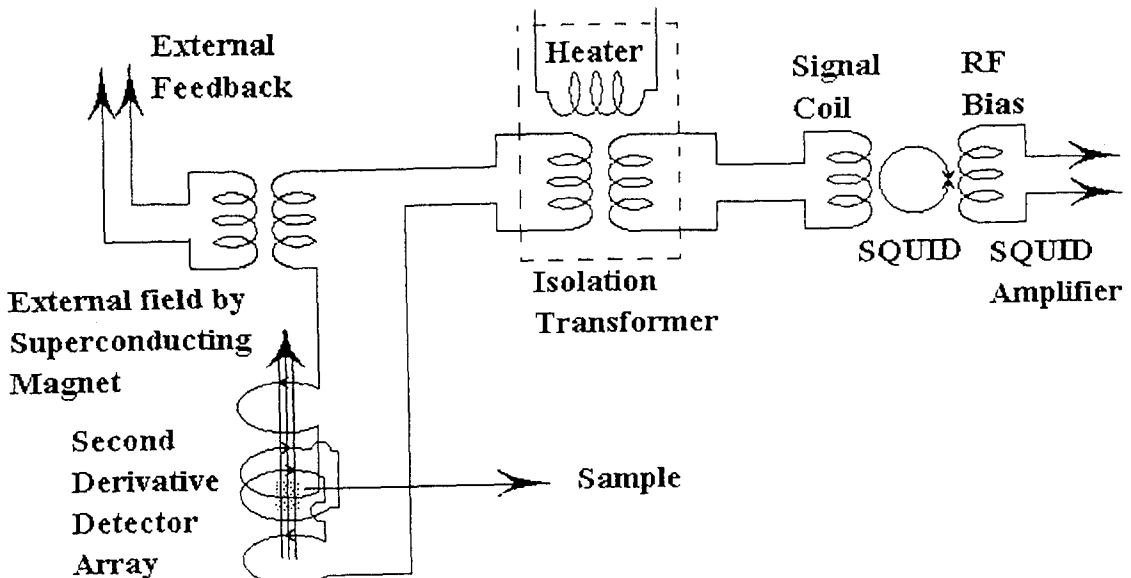 External
Feedback
Heater
Signal
Coil
RF
Bias
SQUID
SQUID
Amplifier
Isolation
Transformer
External field by
Superconducting
Magnet
Second
Derivative
Detector
Array
Sample